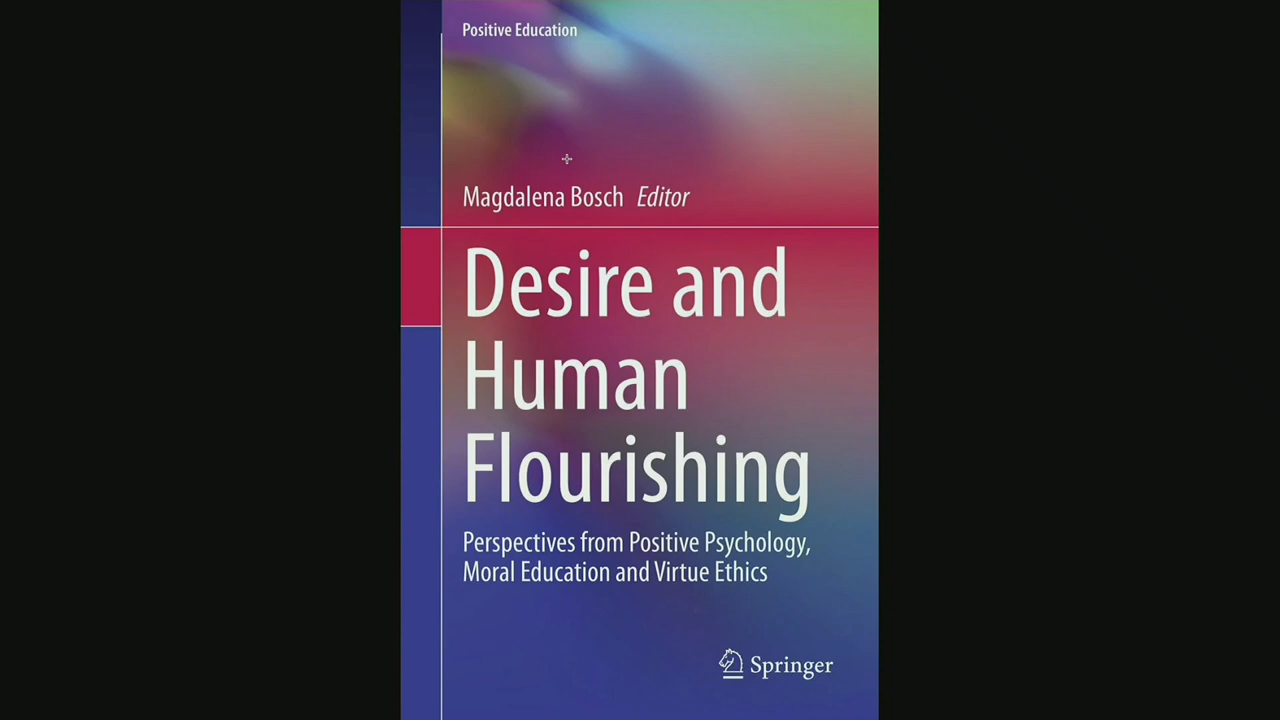 Positive Education
Magdalena Bosch Editor
Desire and
Human
Flourishing
Perspectives from Positive Psychology,
Moral Education and Virtue Ethics
Springer